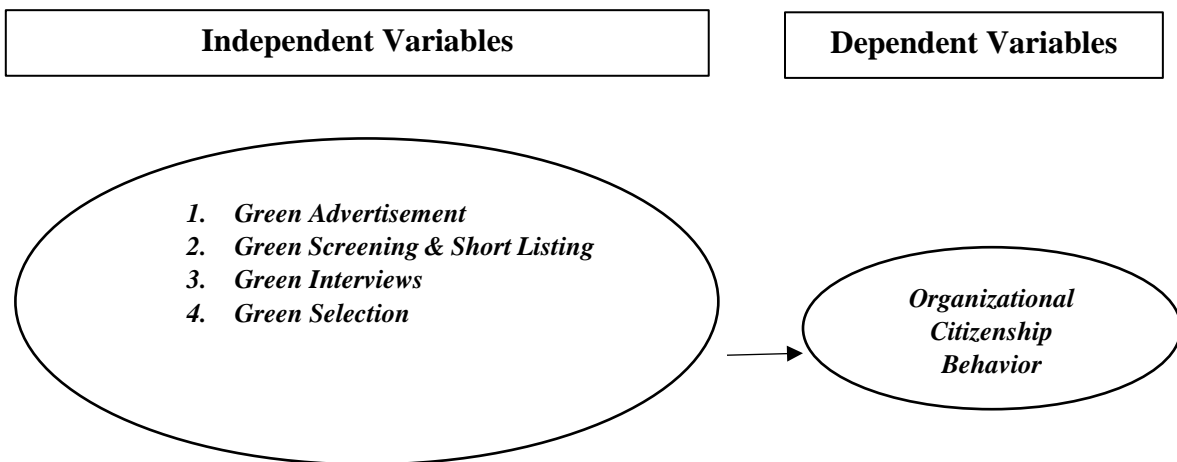 Independent Variables
Dependent Variables
1. Green Advertisement
2. Green Screening & Short Listing
3. Green Interviews
4. Green Selection
Organizational
Citizenship
Behavior